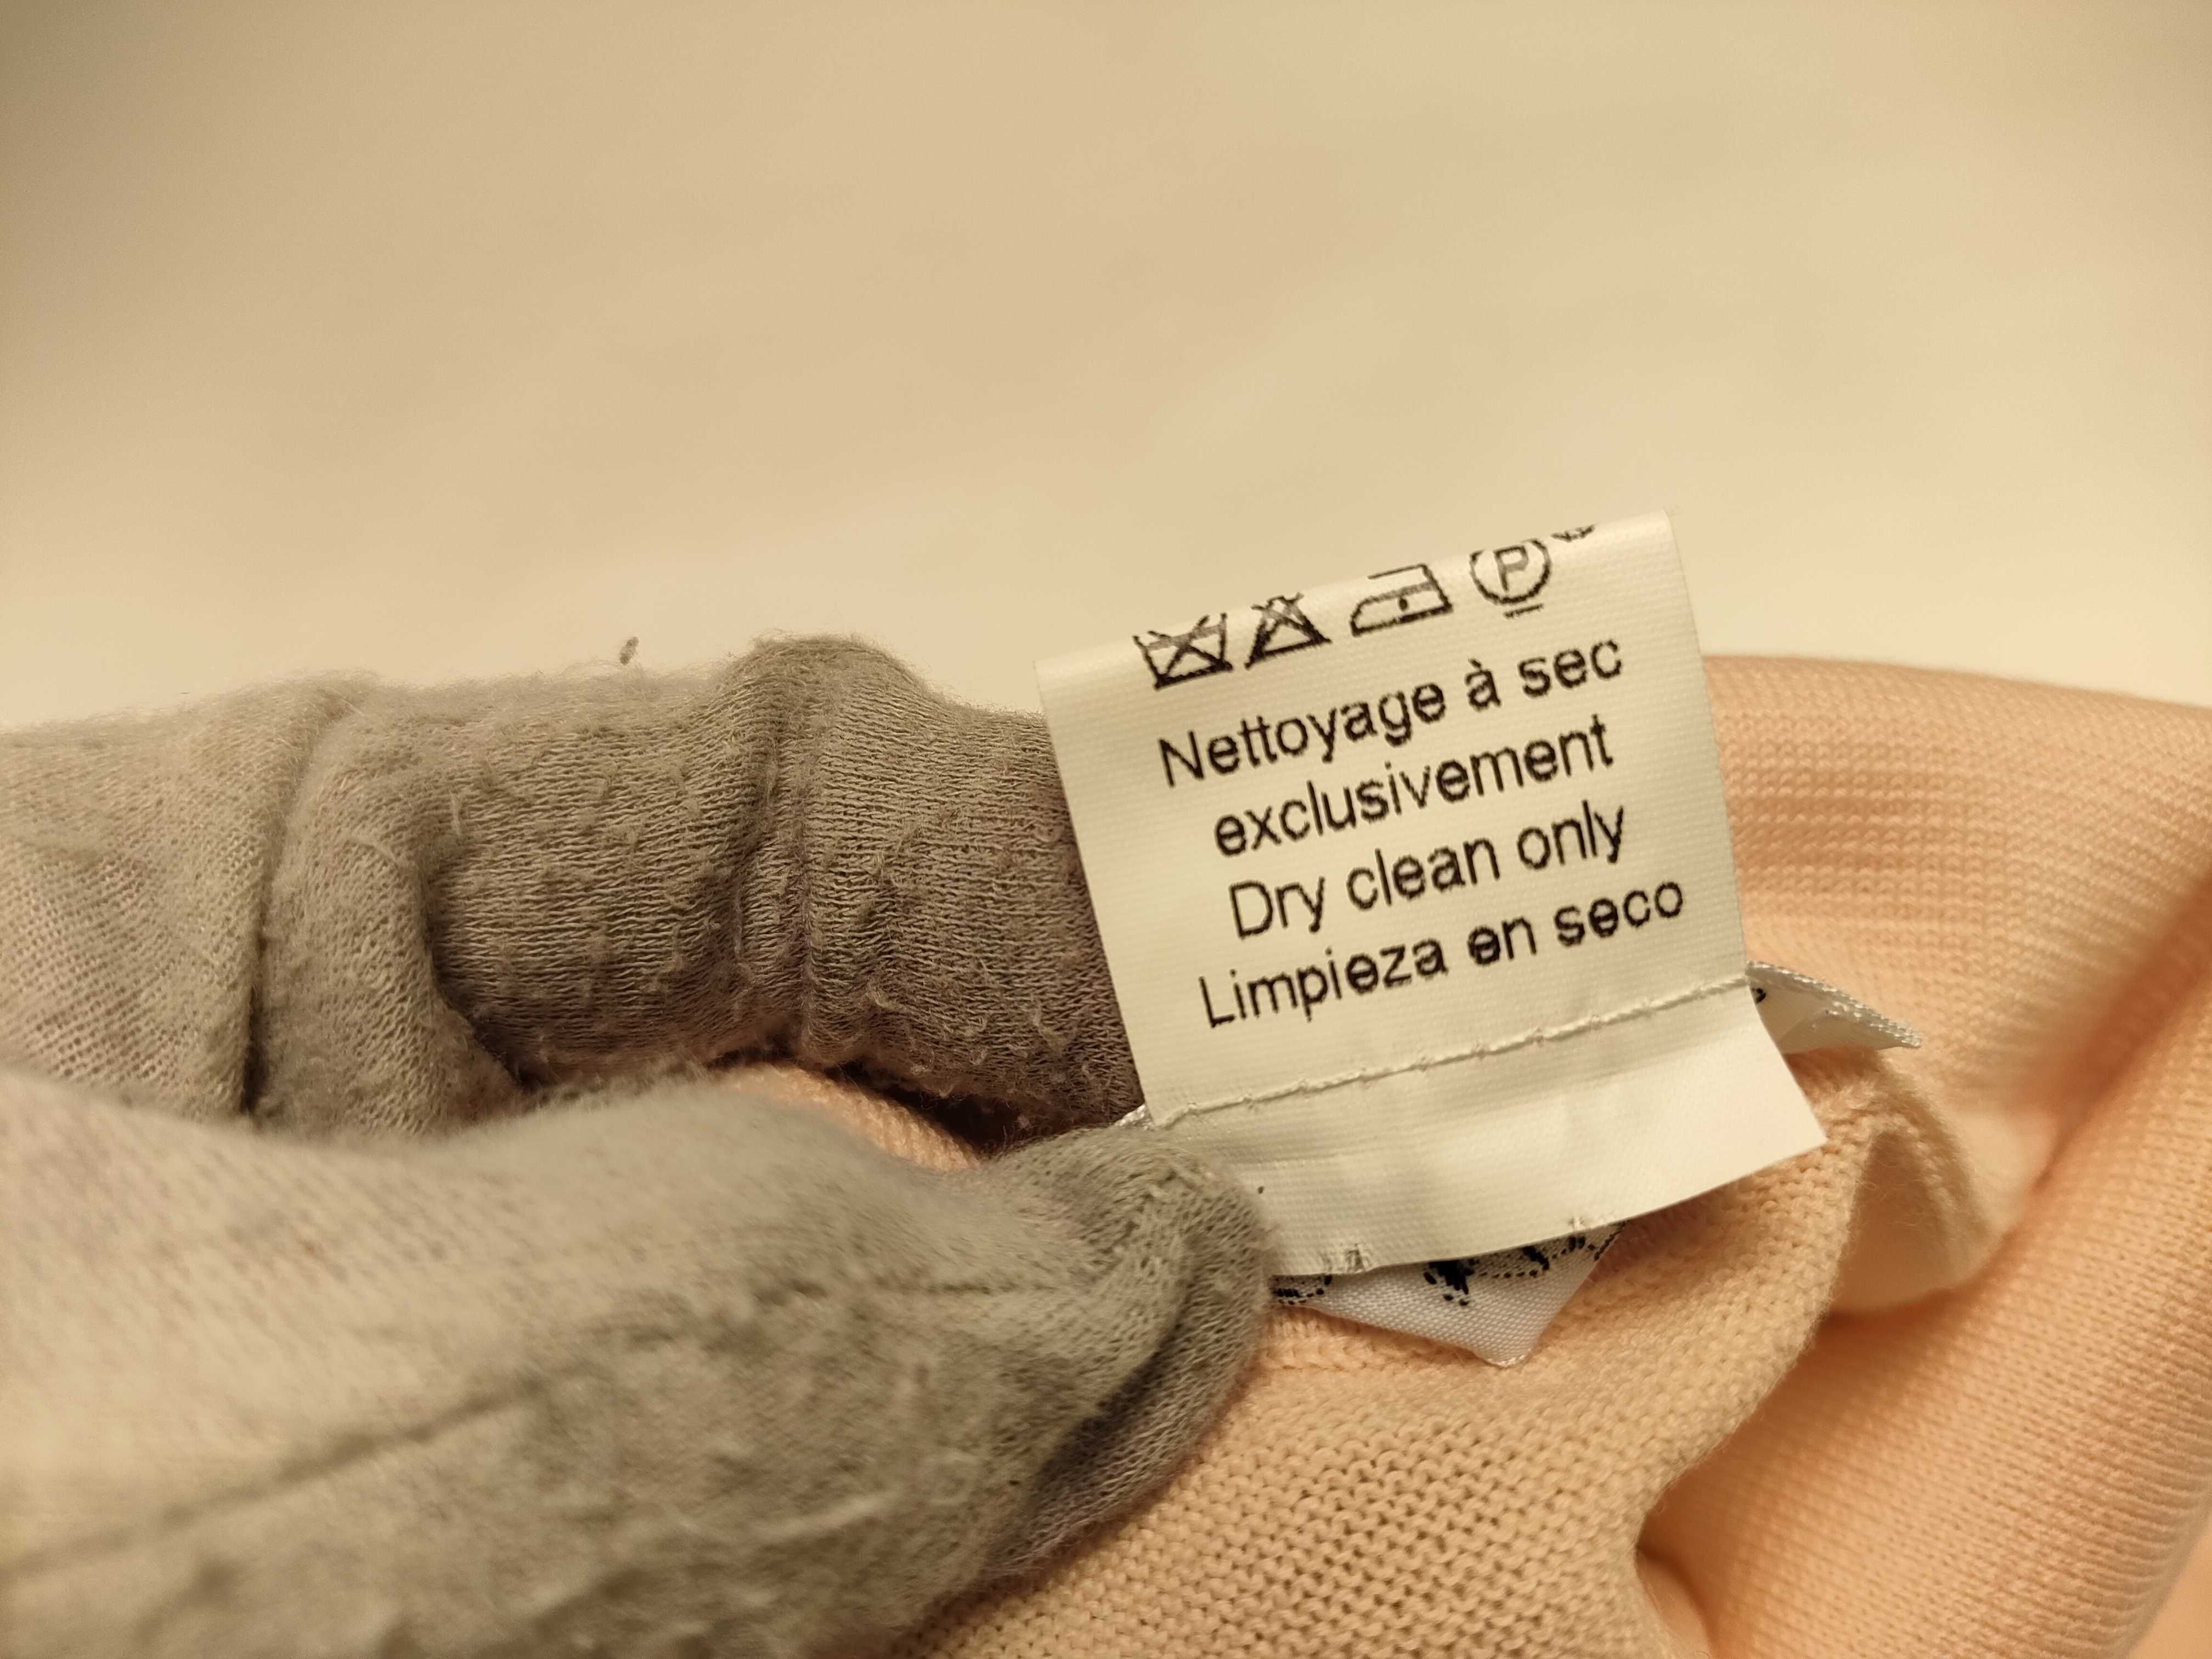 P
Nettoyage à sec
exclusivement
Dry clean only
Limpieza en seco